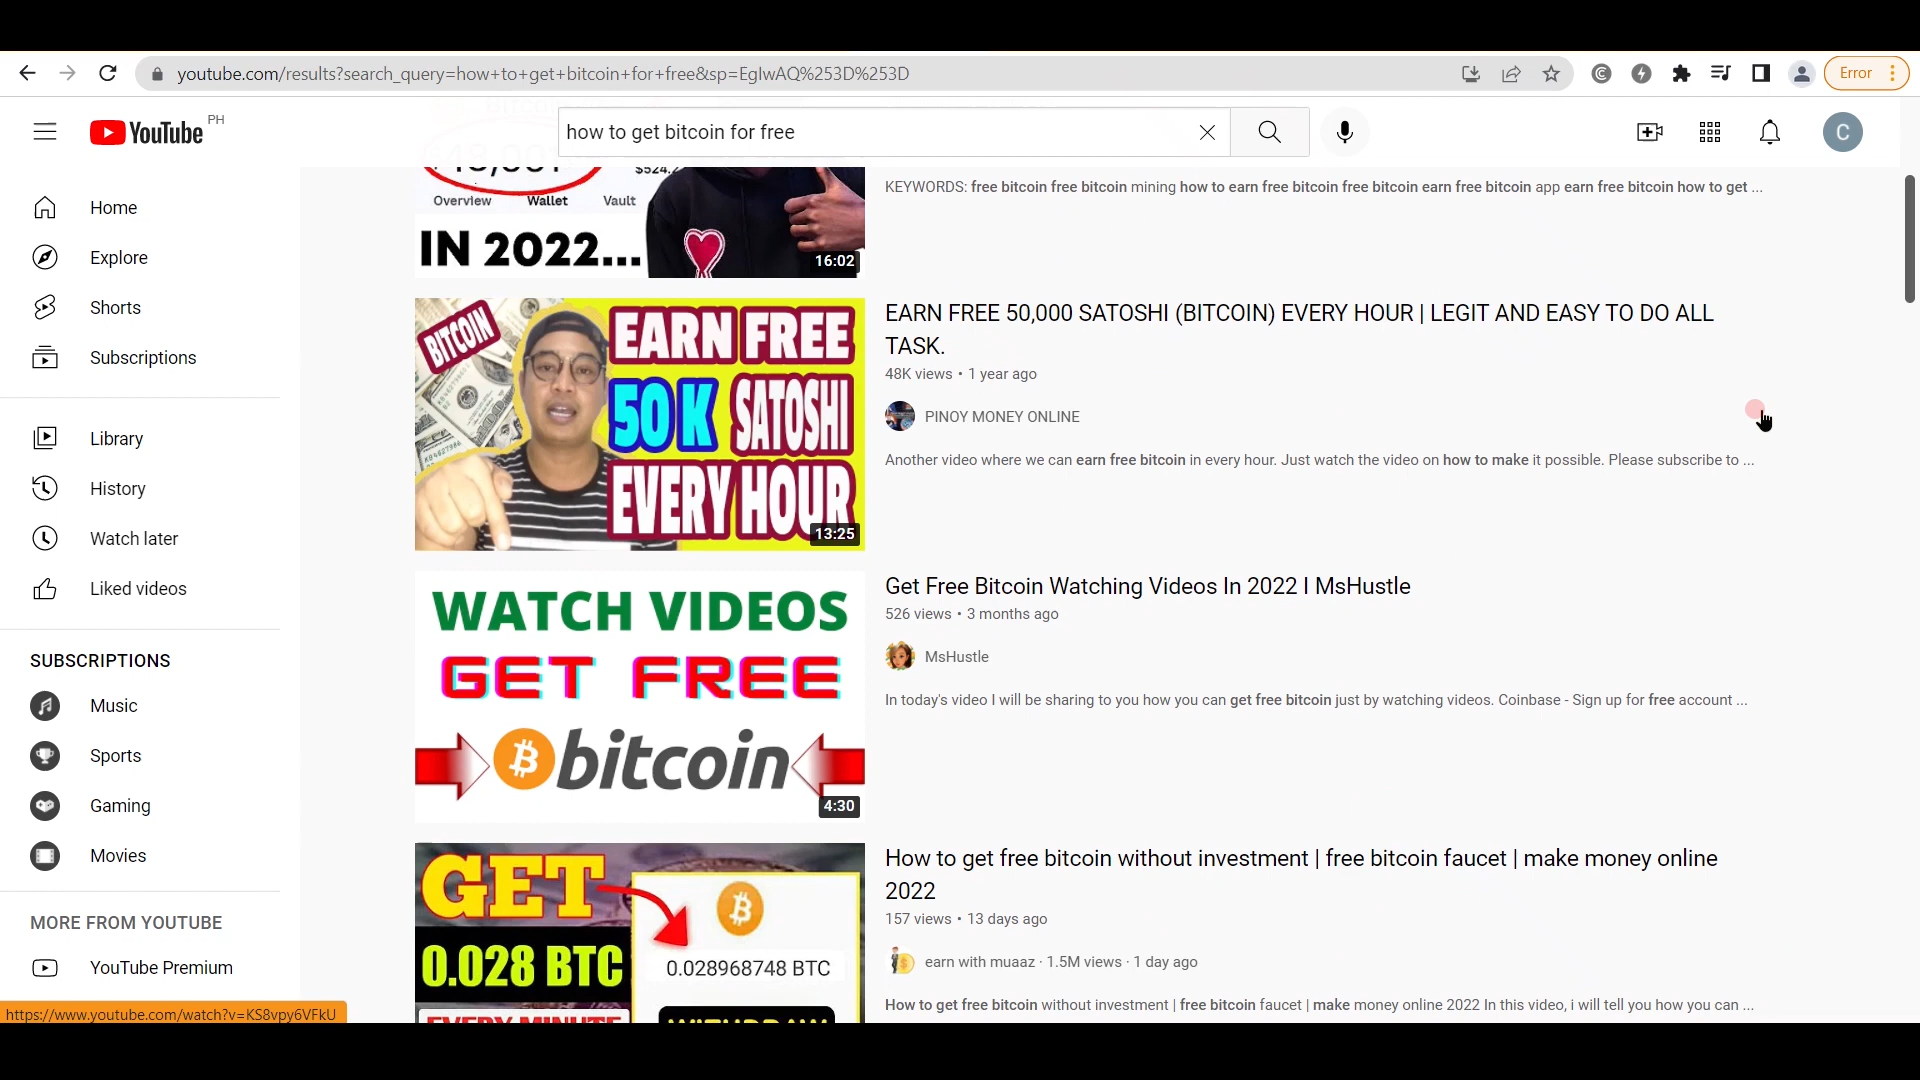 youtube.com/results?search_query=how+to+get+bitcoin+for+free&sp=EgIwAQ%253D%253D
Error
YouTube PH
how to get bitcoin for free
C
Home
Explore
Shorts
Subscriptions
Library
History
Watch later
Liked videos
SUBSCRIPTIONS
Music
Sports
Gaming
Movies
MORE FROM YOUTUBE
YouTube Premium
https://www.youtube.com/watch?v=KS8vpy6VFkU
Overview Wallet Vault
IN 2022...
16:02
KEYWORDS: free bitcoin free bitcoin mining how to earn free bitcoin free bitcoin earn free bitcoin app earn free bitcoin how to get ...
BITCOIN
EARN FREE
50K SATOSHI
EVERY HOUR
13:25
EARN FREE 50,000 SATOSHI (BITCOIN) EVERY HOUR | LEGIT AND EASY TO DO ALL
TASK.
48K views • 1 year ago
PINOY MONEY ONLINE
Another video where we can earn free bitcoin in every hour. Just watch the video on how to make it possible. Please subscribe to ...
WATCH VIDEOS
GET FREE
bitcoin
4:30
Get Free Bitcoin Watching Videos In 2022 I MsHustle
526 views • 3 months ago
MsHustle
In today's video I will be sharing to you how you can get free bitcoin just by watching videos. Coinbase - Sign up for free account ...
GET
0.028 BTC
EVERY MINUTE
0.028968748 BTC
WITHDRAW
How to get free bitcoin without investment | free bitcoin faucet | make money online
2022
157 views • 13 days ago
earn with muaaz · 1.5M views · 1 day ago
How to get free bitcoin without investment | free bitcoin faucet | make money online 2022 In this video, i will tell you how you can ...